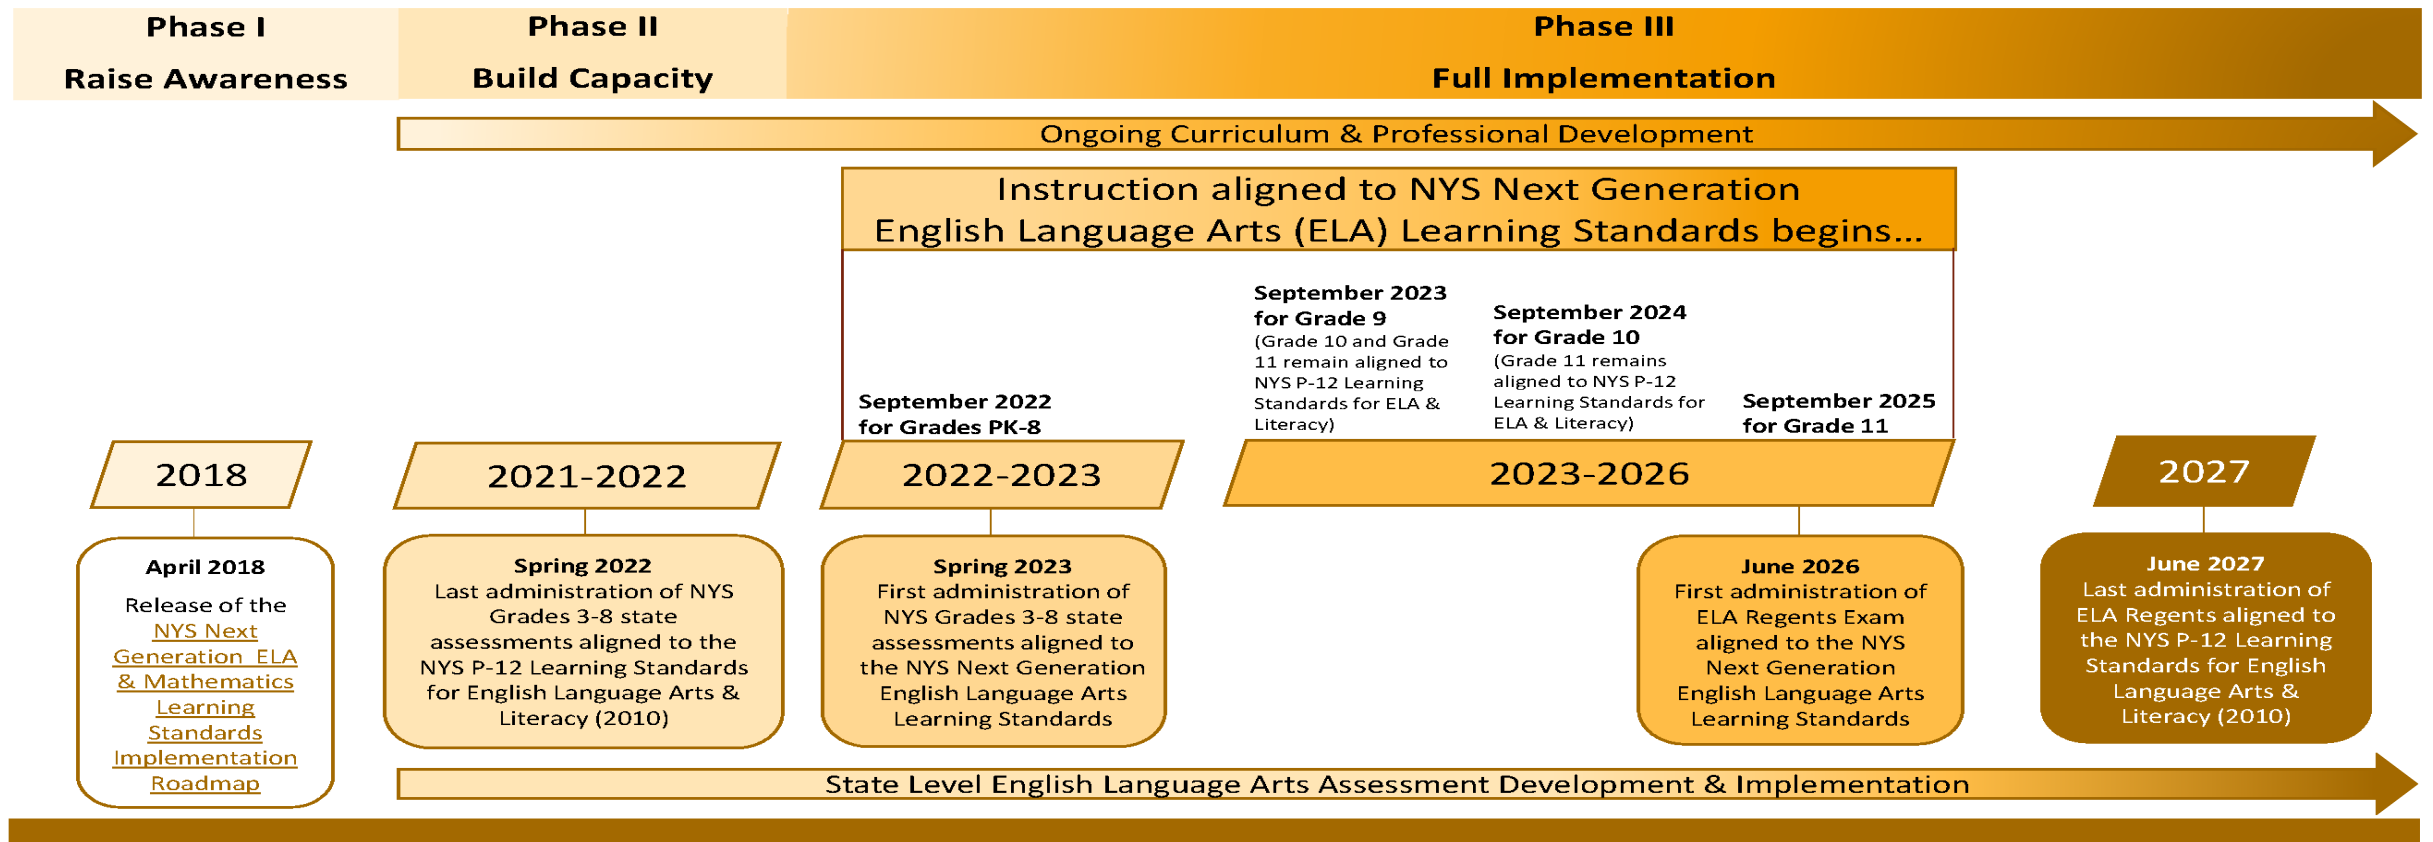 Phase I
Raise Awareness
Phase II
Build Capacity
Phase III
Full Implementation
Ongoing Curriculum & Professional Development
Instruction aligned to NYS Next Generation
English Language Arts (ELA) Learning Standards begins...
September 2022
for Grades PK-8
September 2023
for Grade 9
(Grade 10 and Grade
11 remain aligned to
NYS P-12 Learning
Standards for ELA &
Literacy)
September 2024
for Grade 10
(Grade 11 remains
aligned to NYS P-12
Learning Standards for
ELA & Literacy)
September 2025
for Grade 11
2018
2021-2022
2022-2023
2023-2026
2027
April 2018
Release of the
NYS Next
Generation ELA
& Mathematics
Learning
Standards
Implementation
Roadmap
Spring 2022
Last administration of NYS
Grades 3-8 state
assessments aligned to the
NYS P-12 Learning Standards
for English Language Arts &
Literacy (2010)
Spring 2023
First administration of
NYS Grades 3-8 state
assessments aligned to
the NYS Next Generation
English Language Arts
Learning Standards
June 2026
First administration of
ELA Regents Exam
aligned to the NYS
Next Generation
English Language Arts
Learning Standards
June 2027
Last administration of
ELA Regents aligned to
the NYS P-12 Learning
Standards for English
Language Arts &
Literacy (2010)
State Level English Language Arts Assessment Development & Implementation